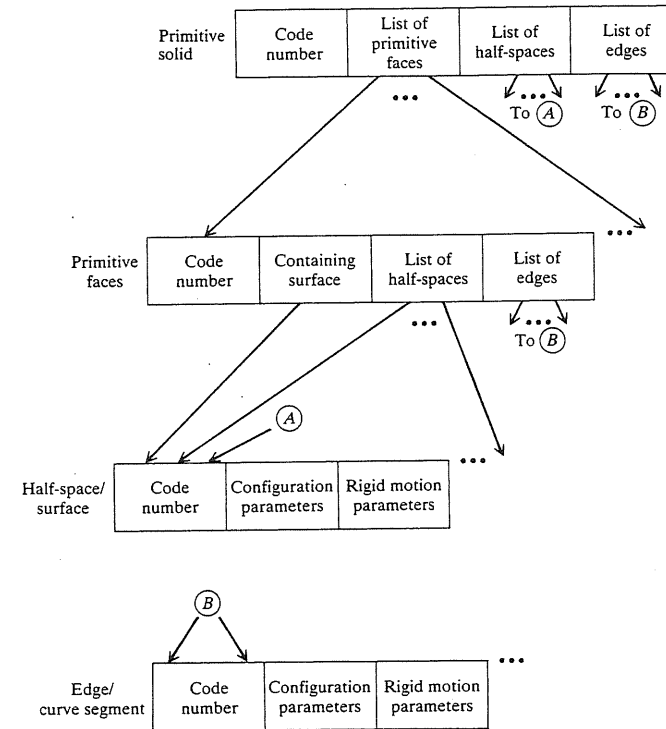 Primitive
solid
Code
number
List of
primitive
faces
List of
half-spaces
List of
edges
To A
To B
Primitive
faces
Code
number
Containing
surface
List of
half-spaces
List of
edges
To B
A
Half-space/
surface
Code
number
Configuration
parameters
Rigid motion
parameters
B
Edge/
curve segment
Code
number
Configuration
parameters
Rigid motion
parameters